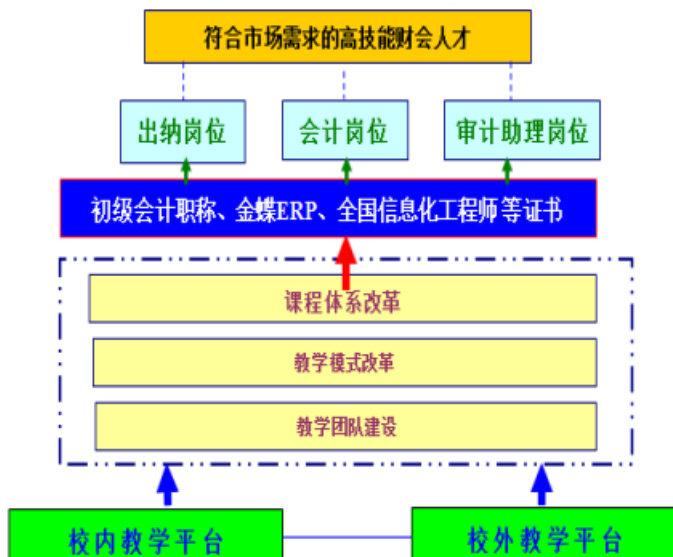 符合市场需求的高技能财会人才
出纳岗位
会计岗位
审计助理岗位
初级会计职称、金蝶ERP、全国信息化工程师等证书
课程体系改革
教学模式改革
教学团队建设
校内教学平台
校外教学平台